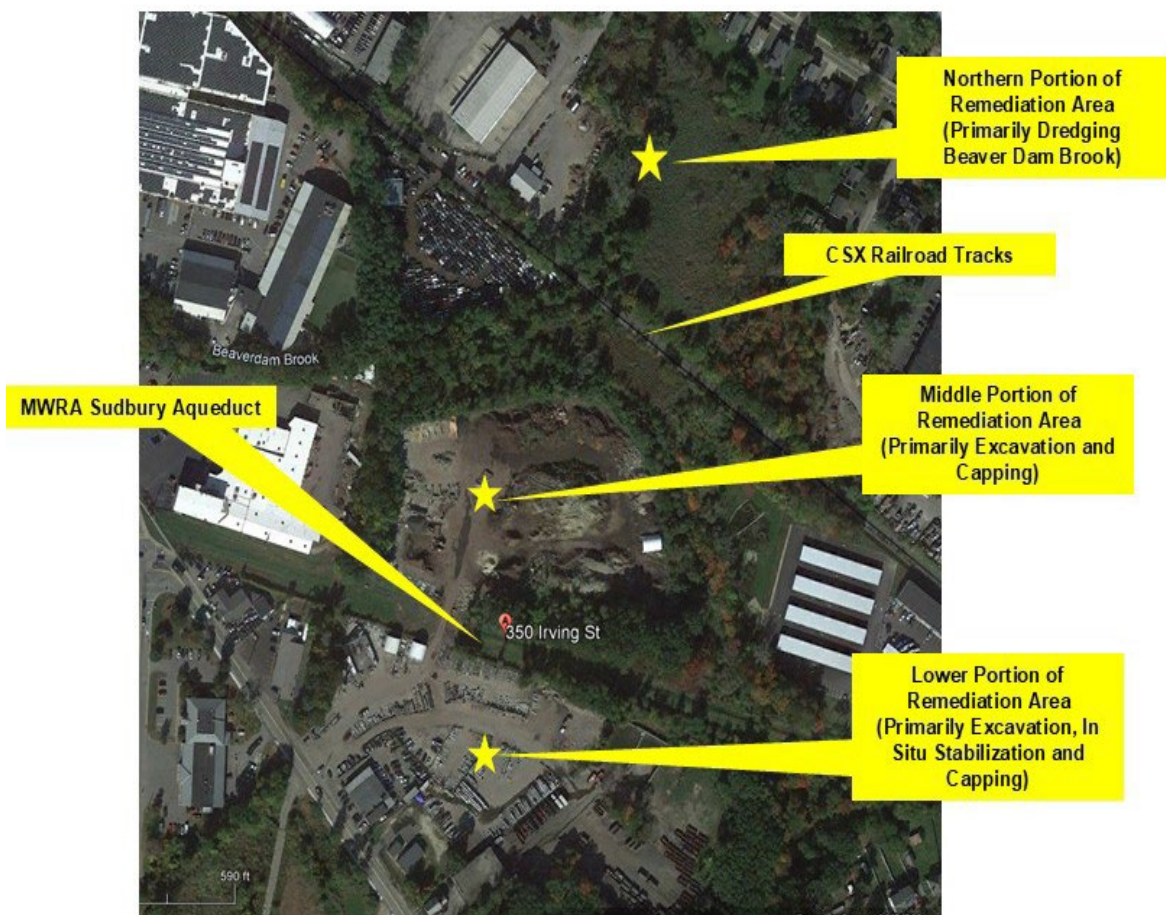 Northern Portion of
Remediation Area
(Primarily Dredging
Beaver Dam Brook)
CSX Railroad Tracks
Beaverdam Brook
MWRA Sudbury Aqueduct
Middle Portion of
Remediation Area
(Primarily Excavation and
Capping)
A
350 Irving St
Lower Portion of
Remediation Area
(Primarily Excavation, In
Situ Stabilization and
Capping)
590 ft